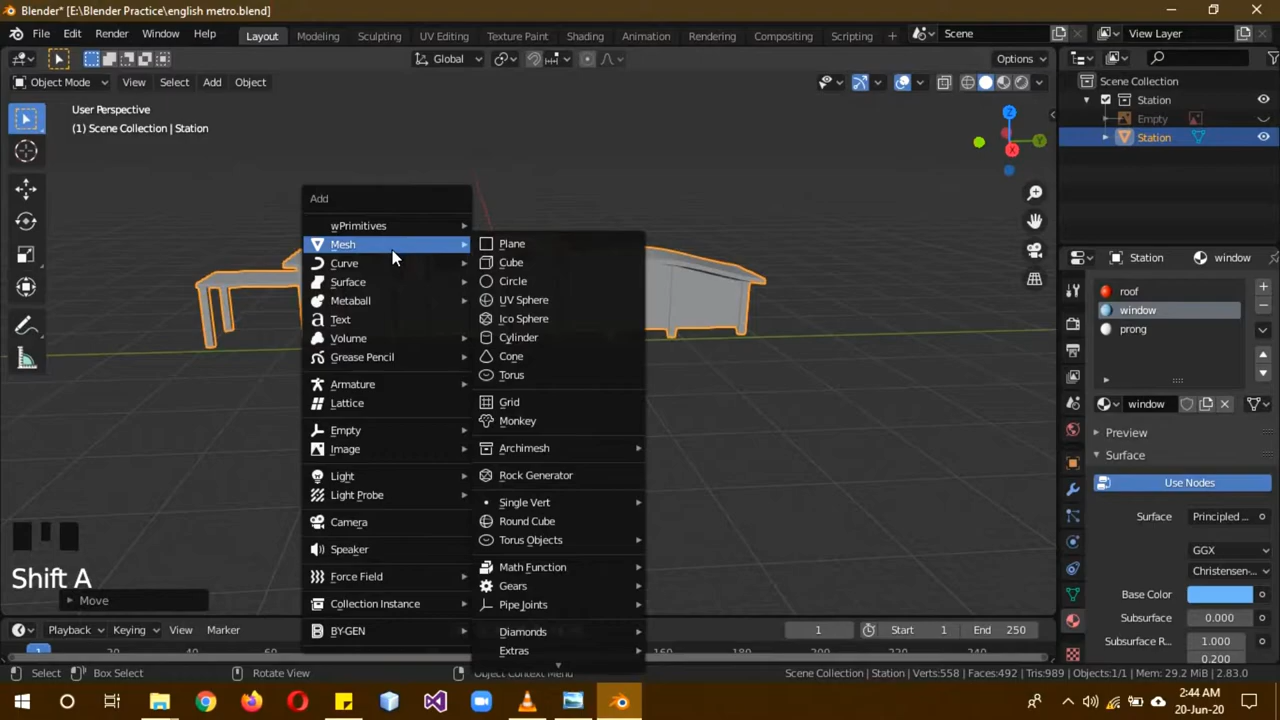 Blender* [E:\Blender Practice\english metro.blend]
File Edit Render Window Help Layout Modeling Sculpting UV Editing Texture Paint Shading Animation Rendering Compositing Scripting Scene View Layer
Global Options
Object Mode View Select Add Object
User Perspective
(1) Scene Collection | Station
Scene Collection
Station
Empty
Station
Z
Y
X
Add
wPrimitives
Mesh
Curve
Surface
Metaball
Text
Volume
Grease Pencil
Armature
Lattice
Empty
Image
Light
Light Probe
Camera
Speaker
Force Field
Collection Instance
BY-GEN
Plane
Cube
Circle
UV Sphere
Ico Sphere
Cylinder
Cone
Torus
Grid
Monkey
Archimesh
Rock Generator
Single Vert
Round Cube
Torus Objects
Math Function
Gears
Pipe Joints
Diamonds
Extras
Station window
roof
window
prong
window
Preview
Surface
Use Nodes
Surface Principled ...
GGX
Christensen-...
Base Color
Subsurface 0.000
Subsurface R... 1.000
0.200
Shift A
Move
Playback Keying View Marker 1 Start 1 End 250
1 20 40 60 160 180 220 240
Select Box Select Rotate View Object Context Menu Scene Collection | Station | Verts:558 | Faces:492 | Tris:989 | Objects:1/1 | Mem: 29.2 MiB | 2.83.0
2:44 AM
20-Jun-20